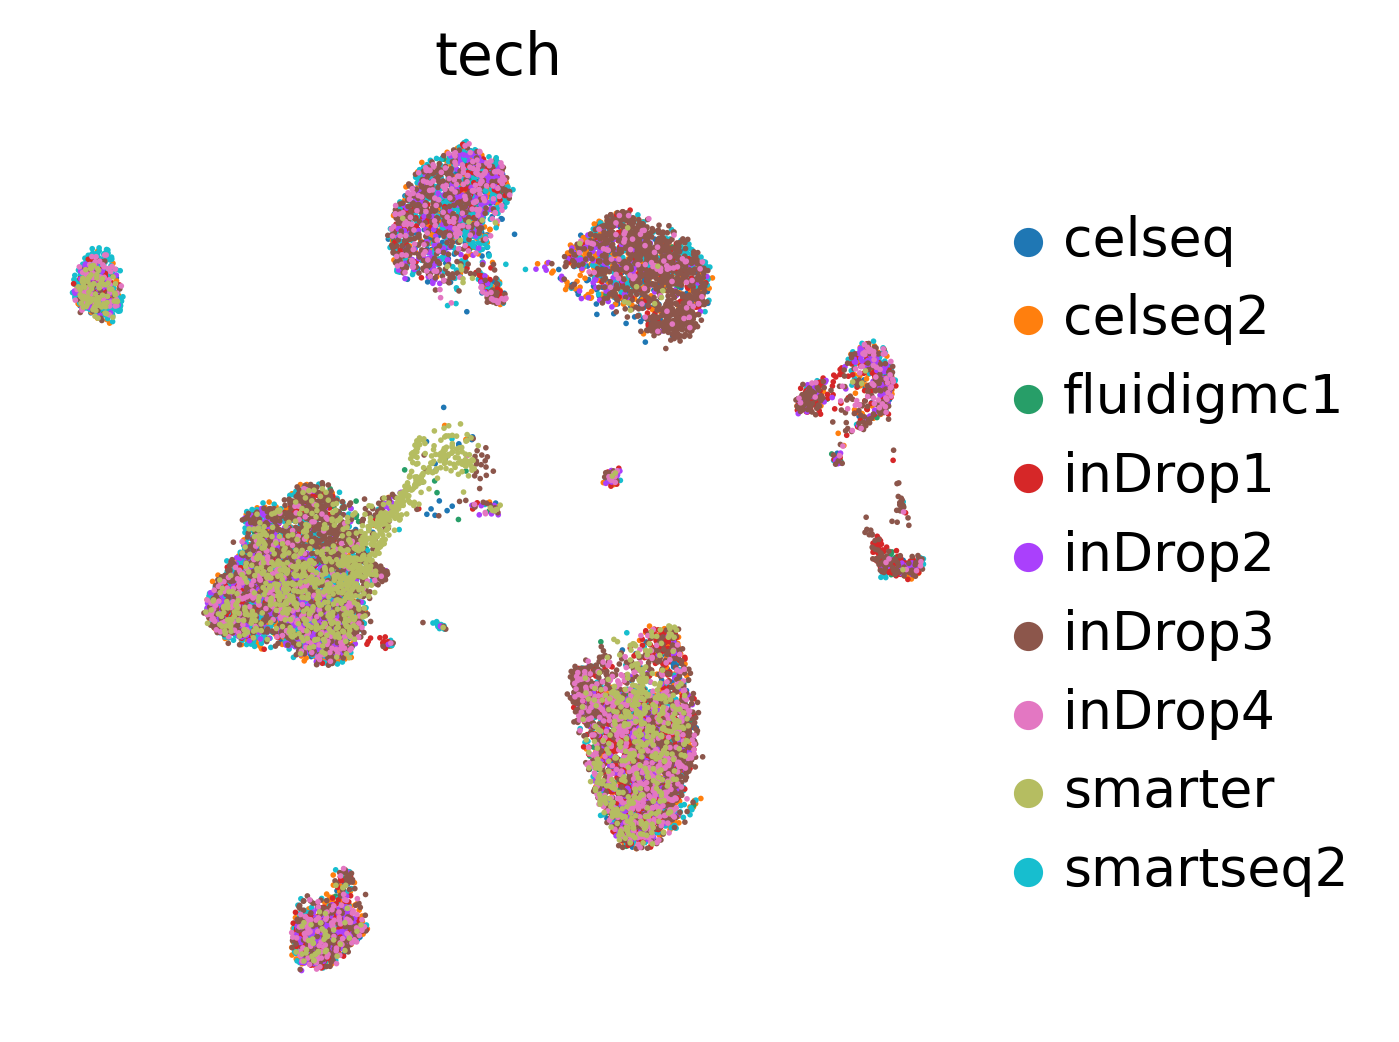 tech
celseq
celseq2
fluidigmc1
inDrop1
inDrop2
inDrop3
inDrop4
smarter
smartseq2